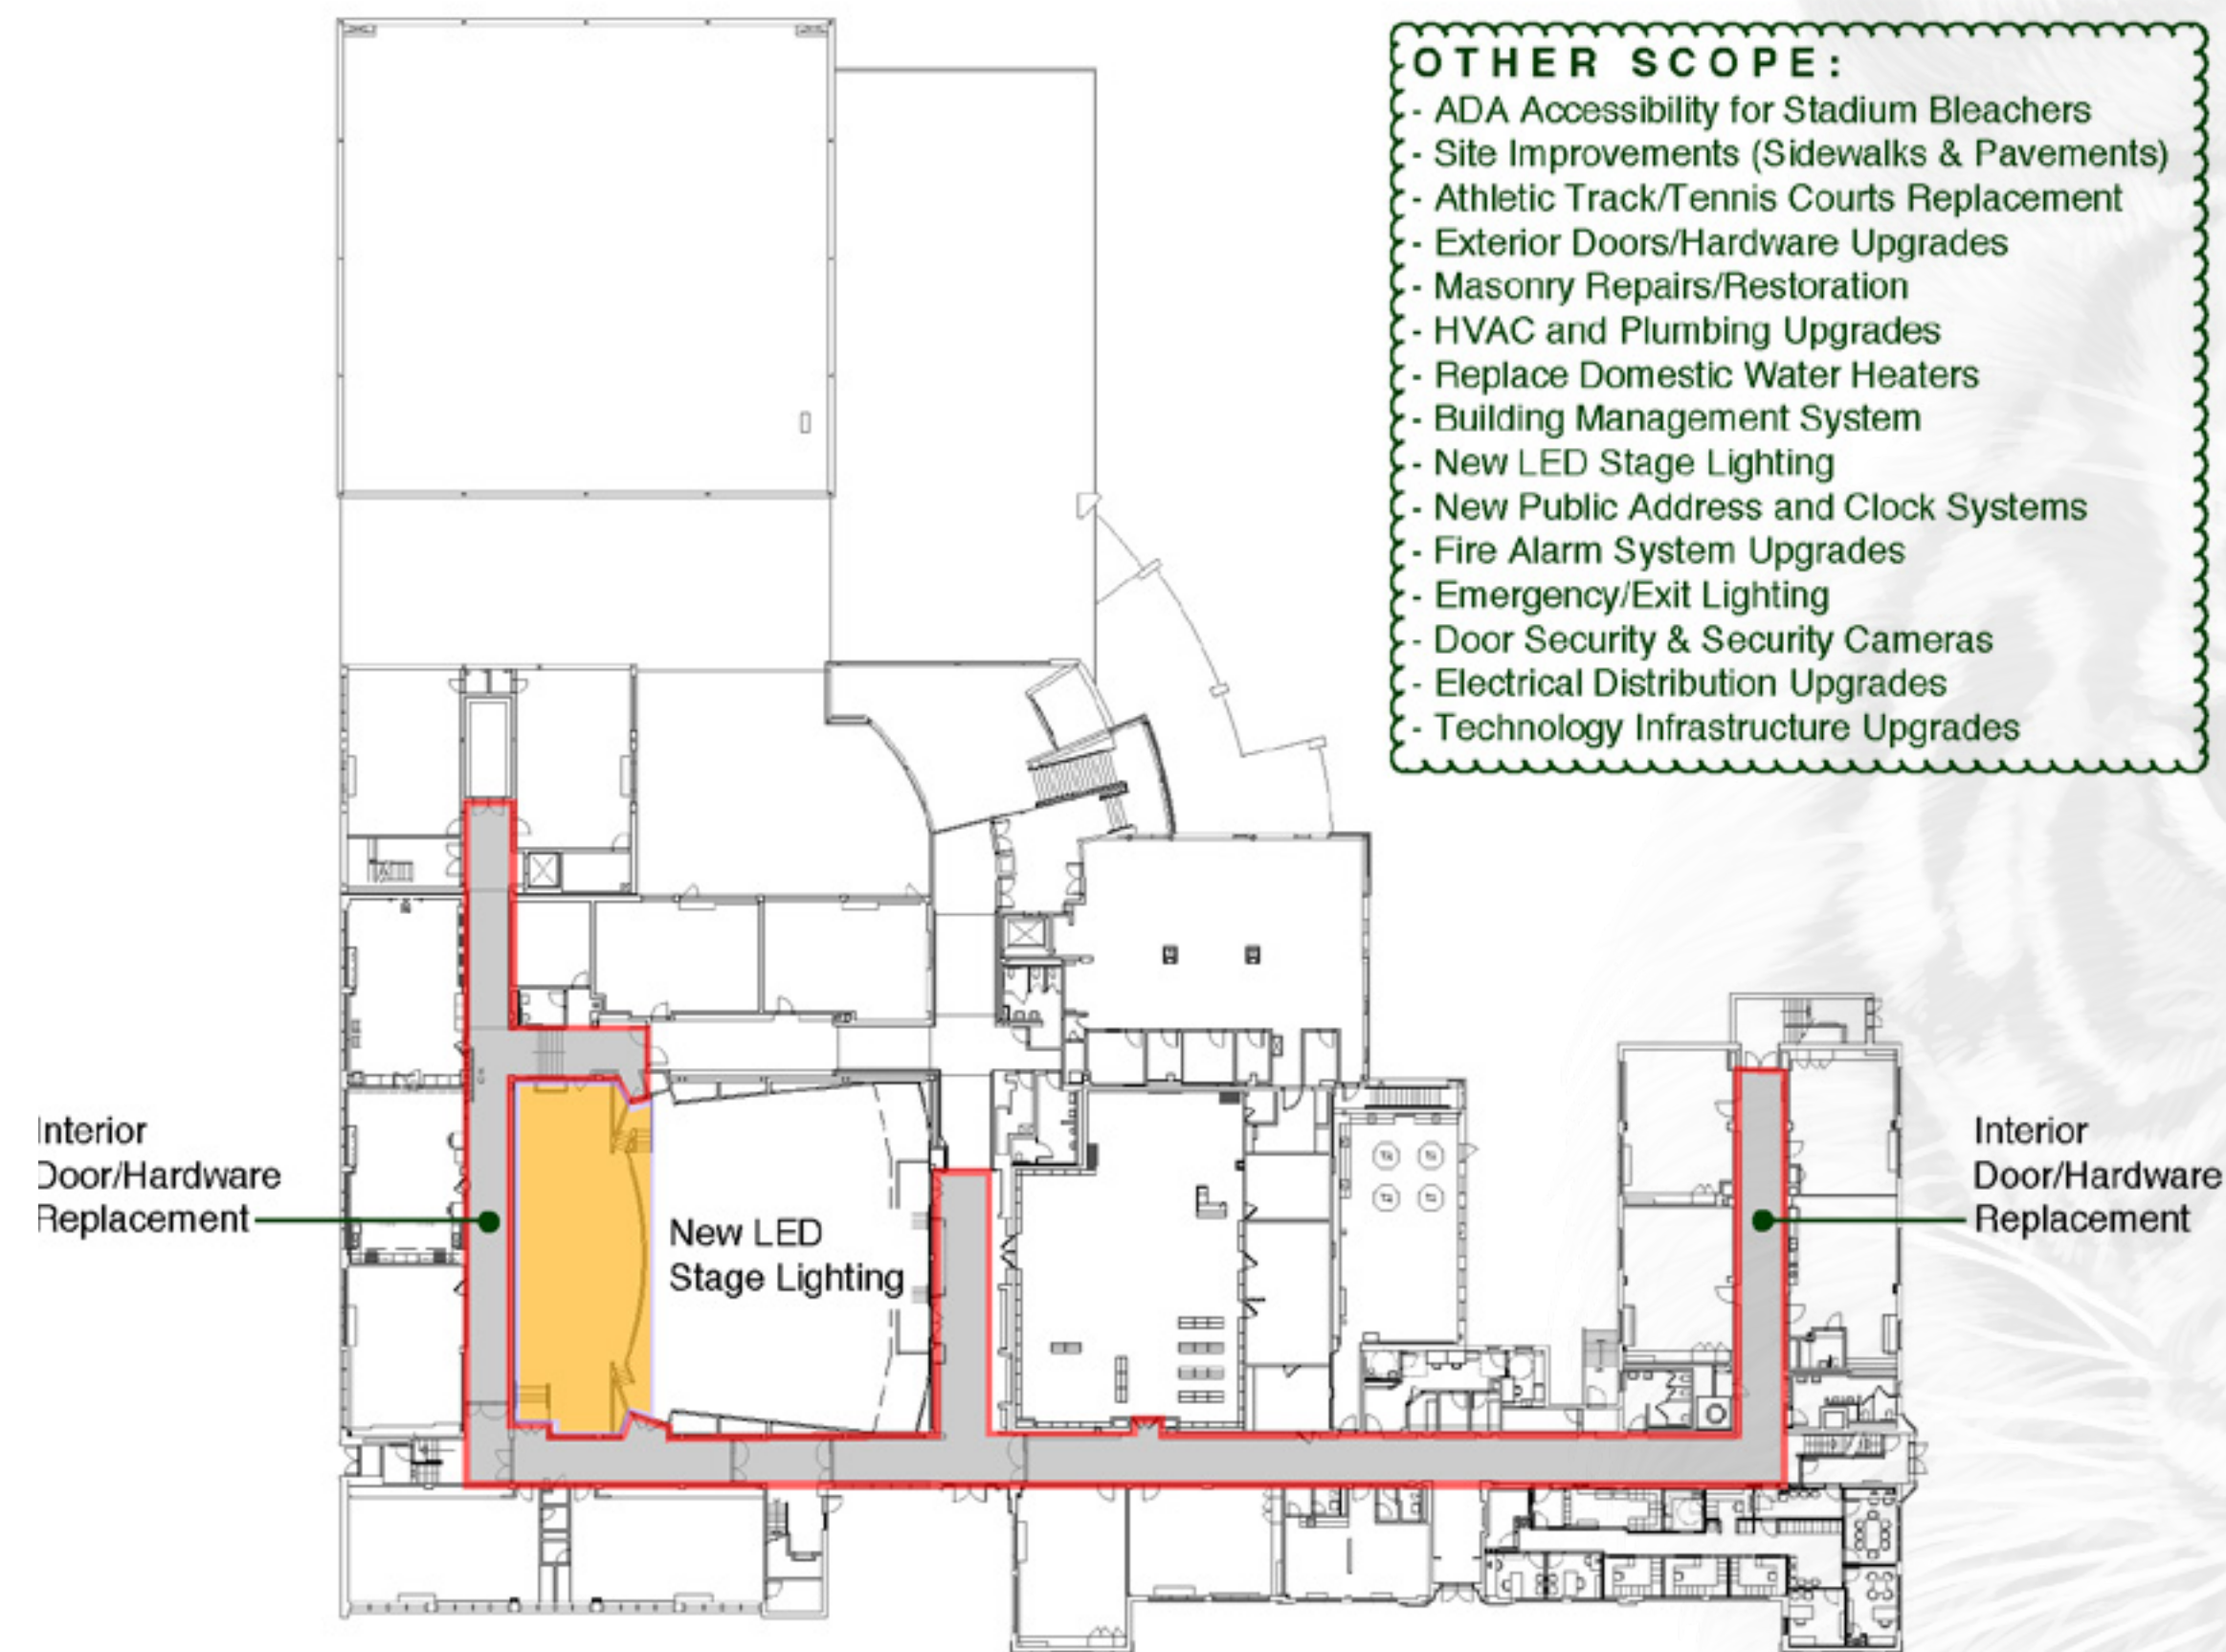 OTHER SCOPE:
- ADA Accessibility for Stadium Bleachers
- Site Improvements (Sidewalks & Pavements)
- Athletic Track/Tennis Courts Replacement
- Exterior Doors/Hardware Upgrades
- Masonry Repairs/Restoration
- HVAC and Plumbing Upgrades
- Replace Domestic Water Heaters
- Building Management System
- New LED Stage Lighting
- New Public Address and Clock Systems
- Fire Alarm System Upgrades
- Emergency/Exit Lighting
- Door Security & Security Cameras
- Electrical Distribution Upgrades
- Technology Infrastructure Upgrades
Interior
Door/Hardware
Replacement
New LED
Stage Lighting
Interior
Door/Hardware
Replacement